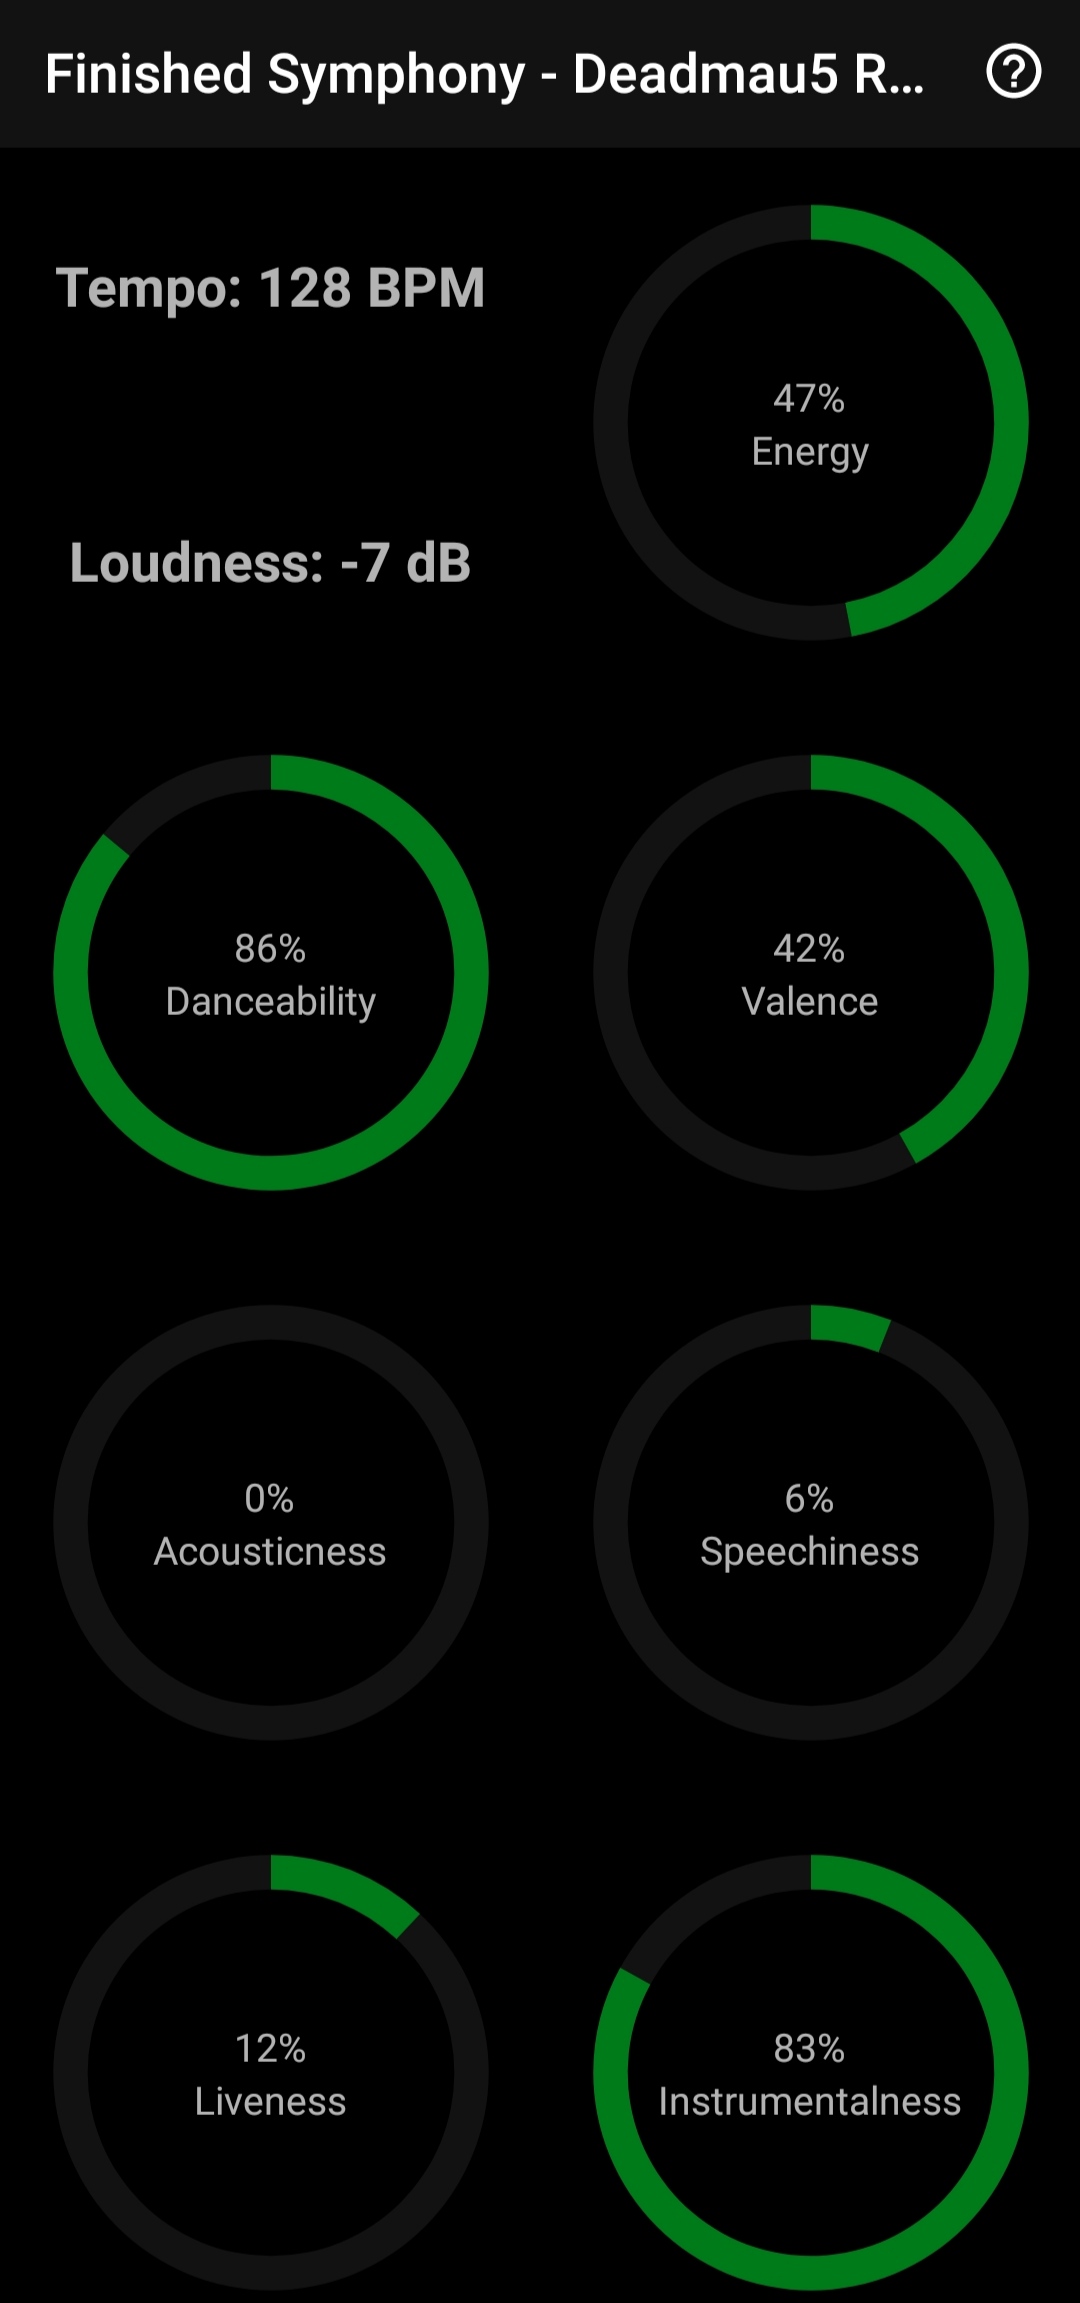 Finished Symphony - Deadmau5 R...
Tempo: 128 BPM
Loudness: -7 dB
47%
Energy
86%
Danceability
42%
Valence
0%
Acousticness
6%
Speechiness
12%
Liveness
83%
Instrumentalness